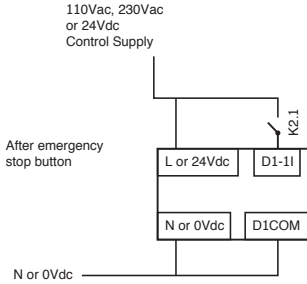 110Vac, 230Vac
or 24Vdc
Control Supply
K2.1
After emergency
stop button
L or 24Vdc
D1-1I
N or 0Vdc
D1COM
N or 0Vdc